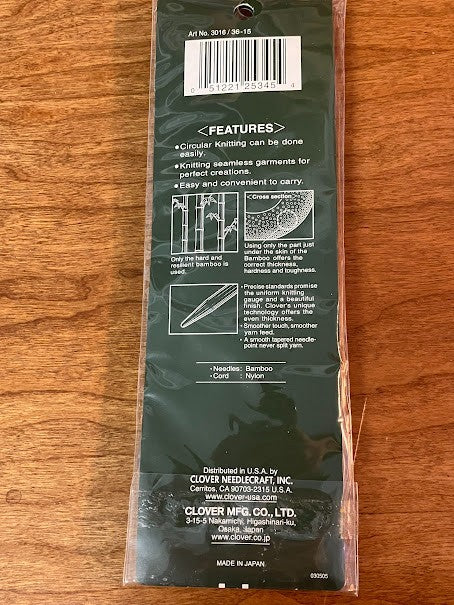 Art No. 3016 / 36-15
0 51221 25345 4
<FEATURES>
•Circular Knitting can be done
easily.
•Knitting seamless garments for
perfect creations.
•Easy and convenient to carry.
<Cross section>
Only the hard and
resilient bamboo is
used.
Using only the part just
under the skin of the
Bamboo offers the
correct thickness,
hardness and toughness.
•Precise standards promise
the uniform knitting
gauge and a beautiful
finish. Clover's unique
technology offers the
even thickness.
•Smoother touch, smoother
yarn feed.
•A smooth tapered needle-
point never split yarn.
•Needles: Bamboo
•Cord : Nylon
Distributed in U.S.A. by
CLOVER NEEDLECRAFT, INC.
Cerritos, CA 90703-2315 U.S.A.
www.clover-usa.com
CLOVER MFG. CO., LTD.
3-15-5 Nakamichi, Higashinari-ku,
Osaka, Japan
www.clover.co.jp
MADE IN JAPAN
030505